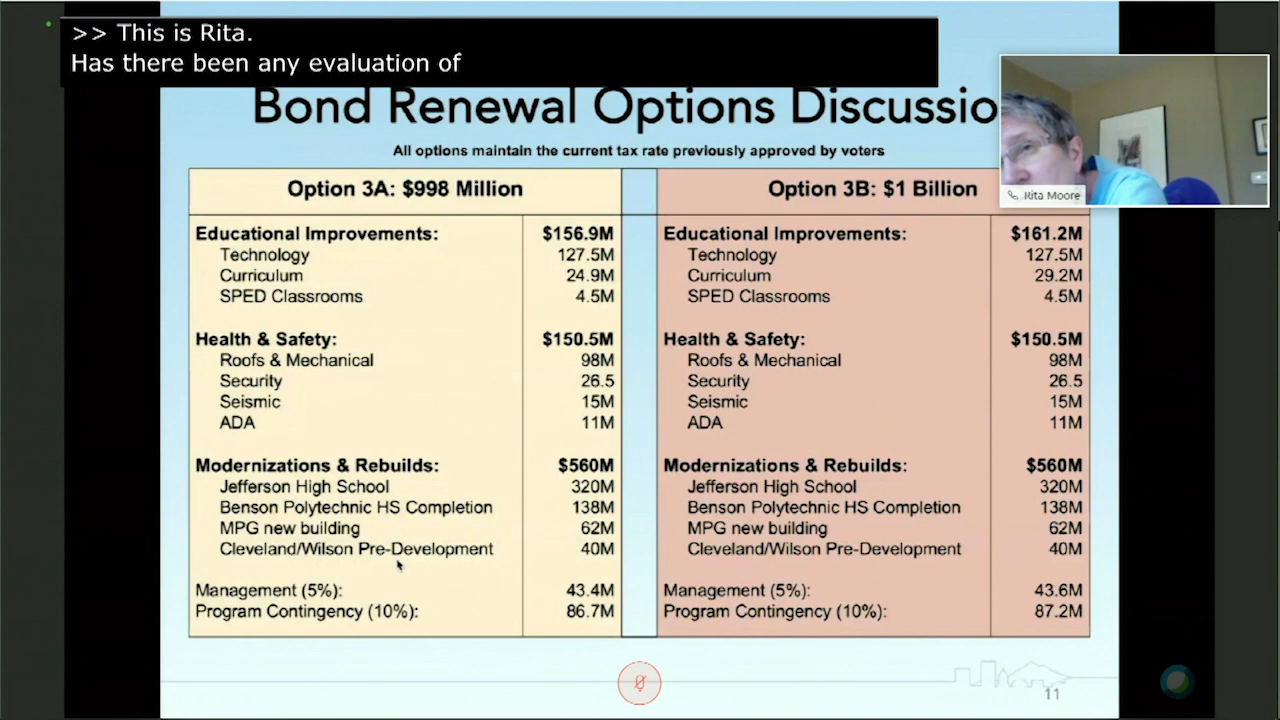 >> This is Rita.
Has there been any evaluation of
Bond Renewal Options Discussio
All options maintain the current tax rate previously approved by voters
Option 3A: $998 Million
Educational Improvements: $156.9M
Technology 127.5M
Curriculum 24.9M
SPED Classrooms 4.5M
Health & Safety: $150.5M
Roofs & Mechanical 98M
Security 26.5
Seismic 15M
ADA 11M
Modernizations & Rebuilds: $560M
Jefferson High School 320M
Benson Polytechnic HS Completion 138M
MPG new building 62M
Cleveland/Wilson Pre-Development 40M
Management (5%): 43.4M
Program Contingency (10%): 86.7M
Option 3B: $1 Billion
Educational Improvements: $161.2M
Technology 127.5M
Curriculum 29.2M
SPED Classrooms 4.5M
Health & Safety: $150.5M
Roofs & Mechanical 98M
Security 26.5
Seismic 15M
ADA 11M
Modernizations & Rebuilds: $560M
Jefferson High School 320M
Benson Polytechnic HS Completion 138M
MPG new building 62M
Cleveland/Wilson Pre-Development 40M
Management (5%): 43.6M
Program Contingency (10%): 87.2M
Rita Moore
11